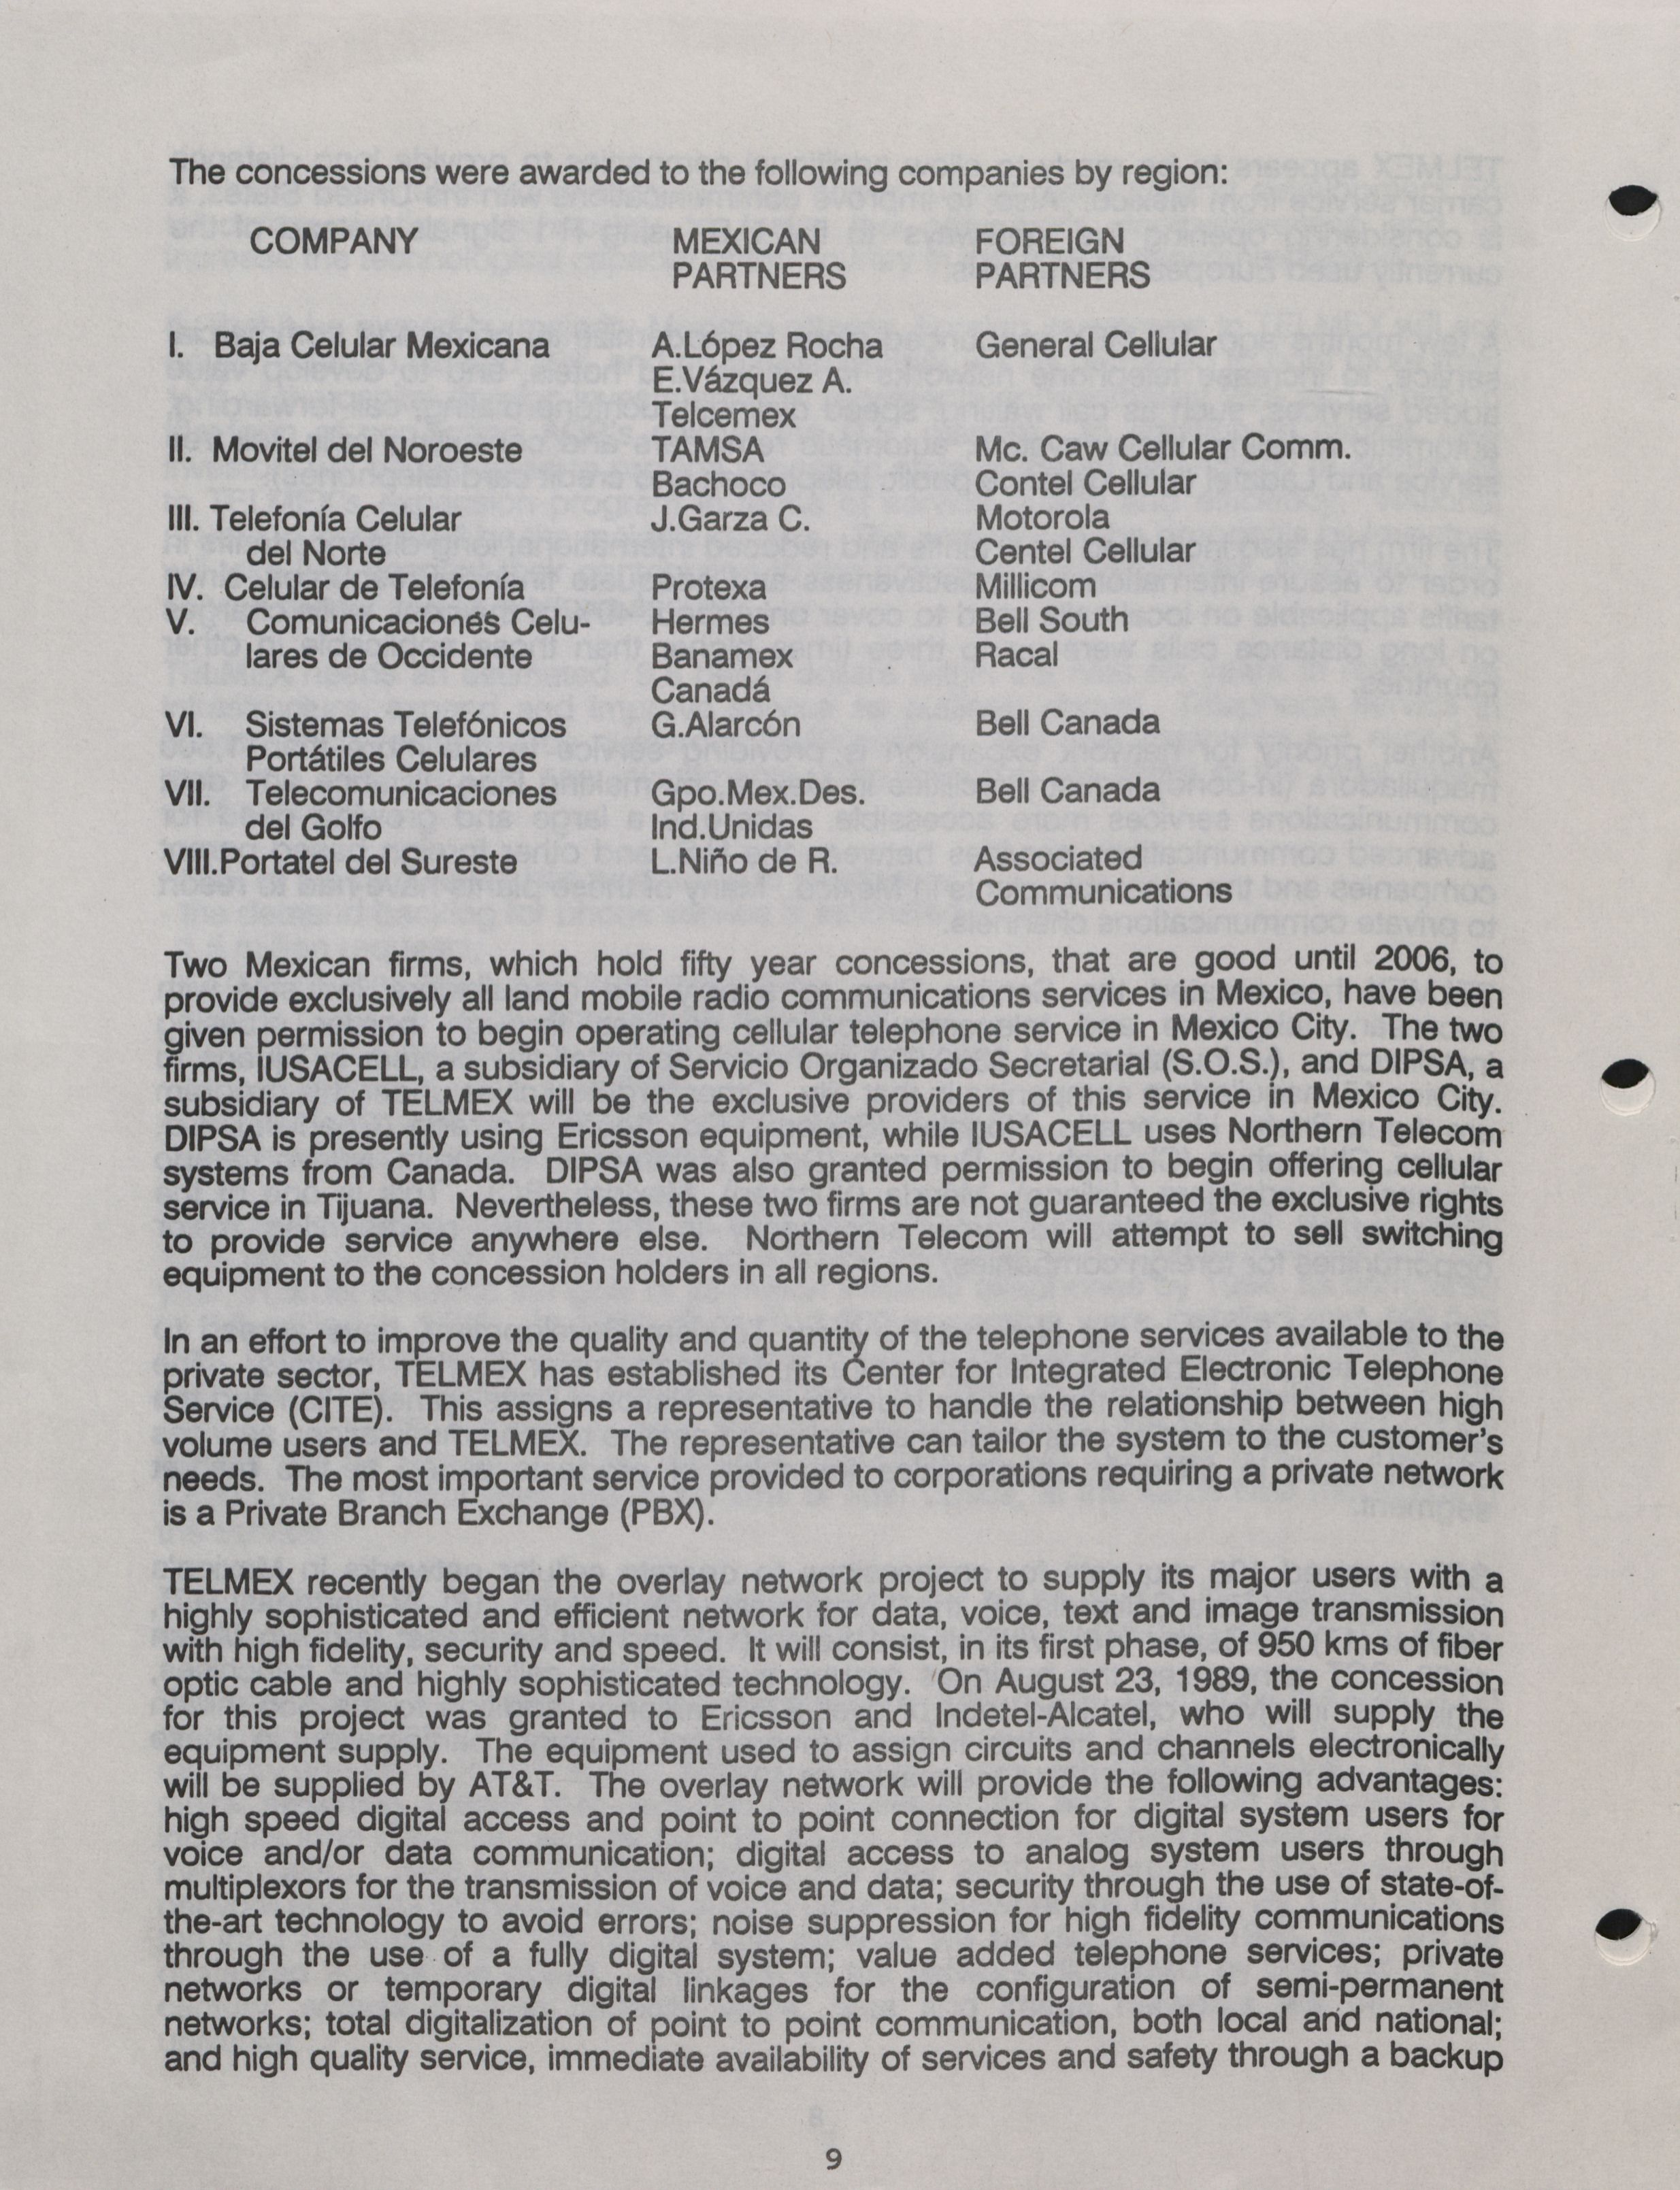 The concessions were awarded to the following companies by region:
COMPANY MEXICAN FOREIGN
PARTNERS PARTNERS
I. Baja Celular Mexicana A.López Rocha General Cellular
E.Vázquez A.
Telcemex
II. Movitel del Noroeste TAMSA Mc. Caw Cellular Comm.
Bachoco Contel Cellular
III. Telefonía Celular J.Garza C. Motorola
del Norte Centel Cellular
IV. Celular de Telefonía Protexa Millicom
V. Comunicaciones Celu- Hermes Bell South
lares de Occidente Banamex Racal
Canadá
VI. Sistemas Telefónicos G.Alarcón Bell Canada
Portátiles Celulares
VII. Telecomunicaciones Gpo.Mex.Des. Bell Canada
del Golfo Ind.Unidas
VIII.Portatel del Sureste L.Niño de R. Associated
Communications
Two Mexican firms, which hold fifty year concessions, that are good until 2006, to
provide exclusively all land mobile radio communications services in Mexico, have been
given permission to begin operating cellular telephone service in Mexico City. The two
firms, IUSACELL, a subsidiary of Servicio Organizado Secretarial (S.O.S.), and DIPSA, a
subsidiary of TELMEX will be the exclusive providers of this service in Mexico City.
DIPSA is presently using Ericsson equipment, while IUSACELL uses Northern Telecom
systems from Canada. DIPSA was also granted permission to begin offering cellular
service in Tijuana. Nevertheless, these two firms are not guaranteed the exclusive rights
to provide service anywhere else. Northern Telecom will attempt to sell switching
equipment to the concession holders in all regions.
In an effort to improve the quality and quantity of the telephone services available to the
private sector, TELMEX has established its Center for Integrated Electronic Telephone
Service (CITE). This assigns a representative to handle the relationship between high
volume users and TELMEX. The representative can tailor the system to the customer's
needs. The most important service provided to corporations requiring a private network
is a Private Branch Exchange (PBX).
TELMEX recently began the overlay network project to supply its major users with a
highly sophisticated and efficient network for data, voice, text and image transmission
with high fidelity, security and speed. It will consist, in its first phase, of 950 kms of fiber
optic cable and highly sophisticated technology. On August 23, 1989, the concession
for this project was granted to Ericsson and Indetel-Alcatel, who will supply the
equipment supply. The equipment used to assign circuits and channels electronically
will be supplied by AT&T. The overlay network will provide the following advantages:
high speed digital access and point to point connection for digital system users for
voice and/or data communication; digital access to analog system users through
multiplexors for the transmission of voice and data; security through the use of state-of-
the-art technology to avoid errors; noise suppression for high fidelity communications
through the use of a fully digital system; value added telephone services; private
networks or temporary digital linkages for the configuration of semi-permanent
networks; total digitalization of point to point communication, both local and national;
and high quality service, immediate availability of services and safety through a backup
9